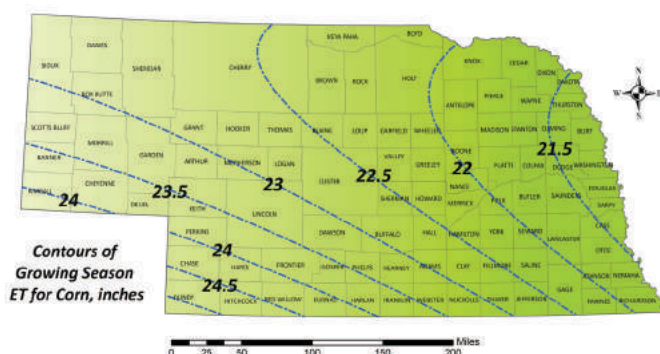 KEYA PAHA BOYD
DAWES KNOX CEDAR
SIOUX SHERIDAN CHERRY DIXON
BROWN ROCK HOLT DAKOTA
BOX BUTTE ANTELOPE PIERCE WAYNE THURSTON
SCOTTS BLUFF GRANT HOOKER THOMAS BLAINE LOUP GARFIELD WHEELER MADISON STANTON CUMING BURT
MORRILL BOONE 21.5
BANNER GARDEN ARTHUR MCPHERSON LOGAN VALLEY GREELEY 22 PLATTE COLFAX DODGE WASHINGTON
KIMBALL CHEYENNE 23.5 23 CUSTER 22.5 NANCE DOUGLAS
24 DEUEL KEITH SHERMAN HOWARD MERRICK POLK BUTLER SAUNDERS SARPY
LINCOLN
PERKINS DAWSON BUFFALO HALL HAMILTON YORK SEWARD LANCASTER CASS
24 OTOE
Contours of
Growing Season
ET for Corn, inches
CHASE HAYES FRONTIER GOSPER PHELPS KEARNEY ADAMS CLAY FILLMORE SALINE
24.5 GAGE JOHNSON NEMAHA
DUNDY HITCHCOCK RED WILLOW FURNAS HARLAN FRANKLIN WEBSTER NUCKOLLS THAYER JEFFERSON PAWNEE RICHARDSON
Miles
0 25 50 100 150 200
N
W E
S